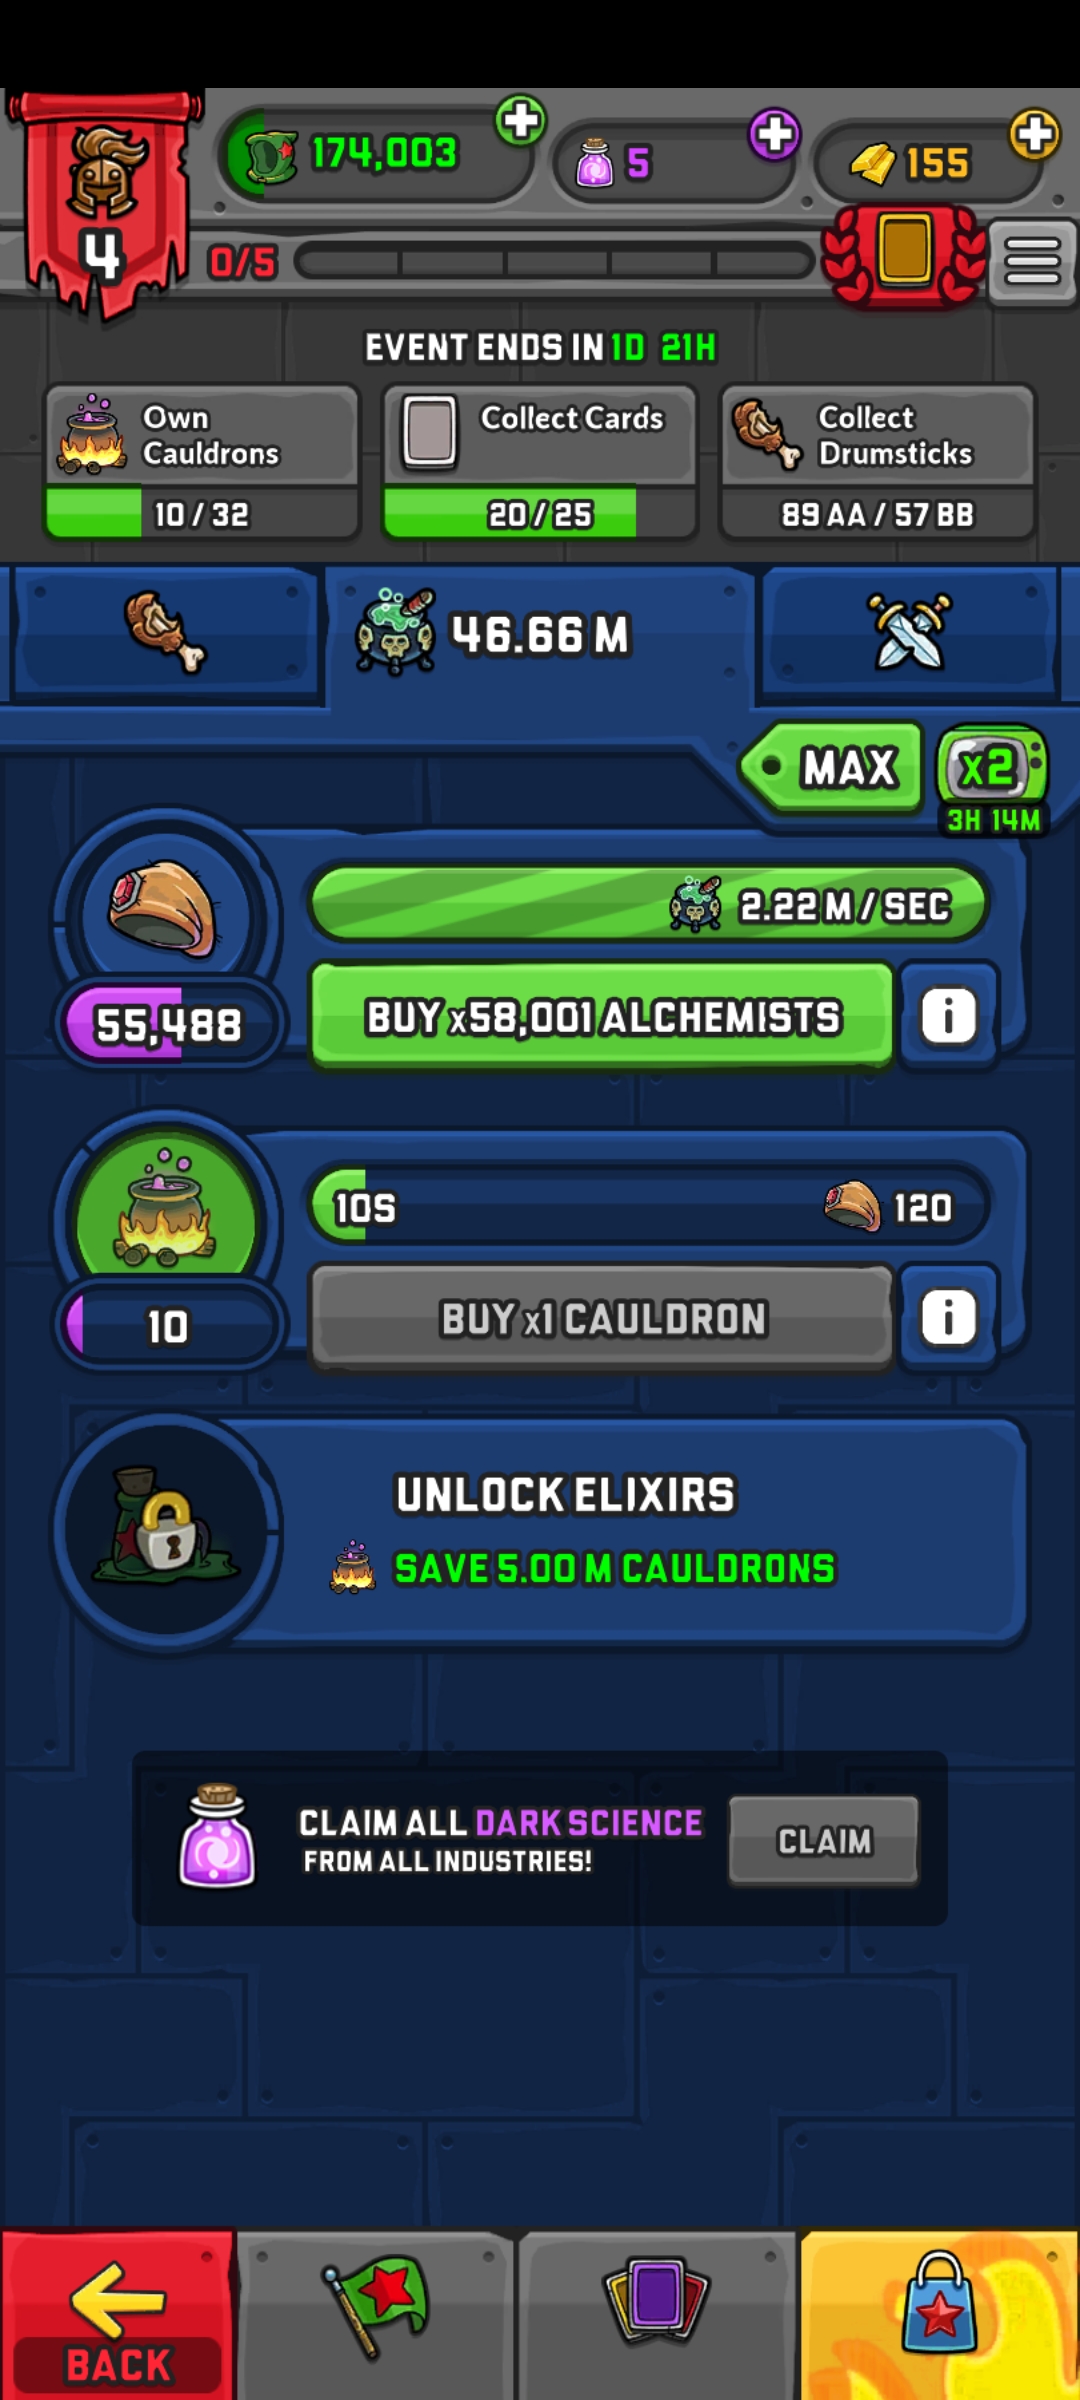 174,003
5
155
4
0/5
EVENT ENDS IN 1D 21H
Own
Cauldrons
10 / 32
Collect Cards
20 / 25
Collect
Drumsticks
89 AA / 57 BB
46.66 M
MAX
x2
3H 14M
2.22 M / SEC
55,488
BUY x58,001 ALCHEMISTS
i
10S
120
10
BUY x1 CAULDRON
i
UNLOCK ELIXIRS
SAVE 5.00 M CAULDRONS
CLAIM ALL DARK SCIENCE
FROM ALL INDUSTRIES!
CLAIM
BACK